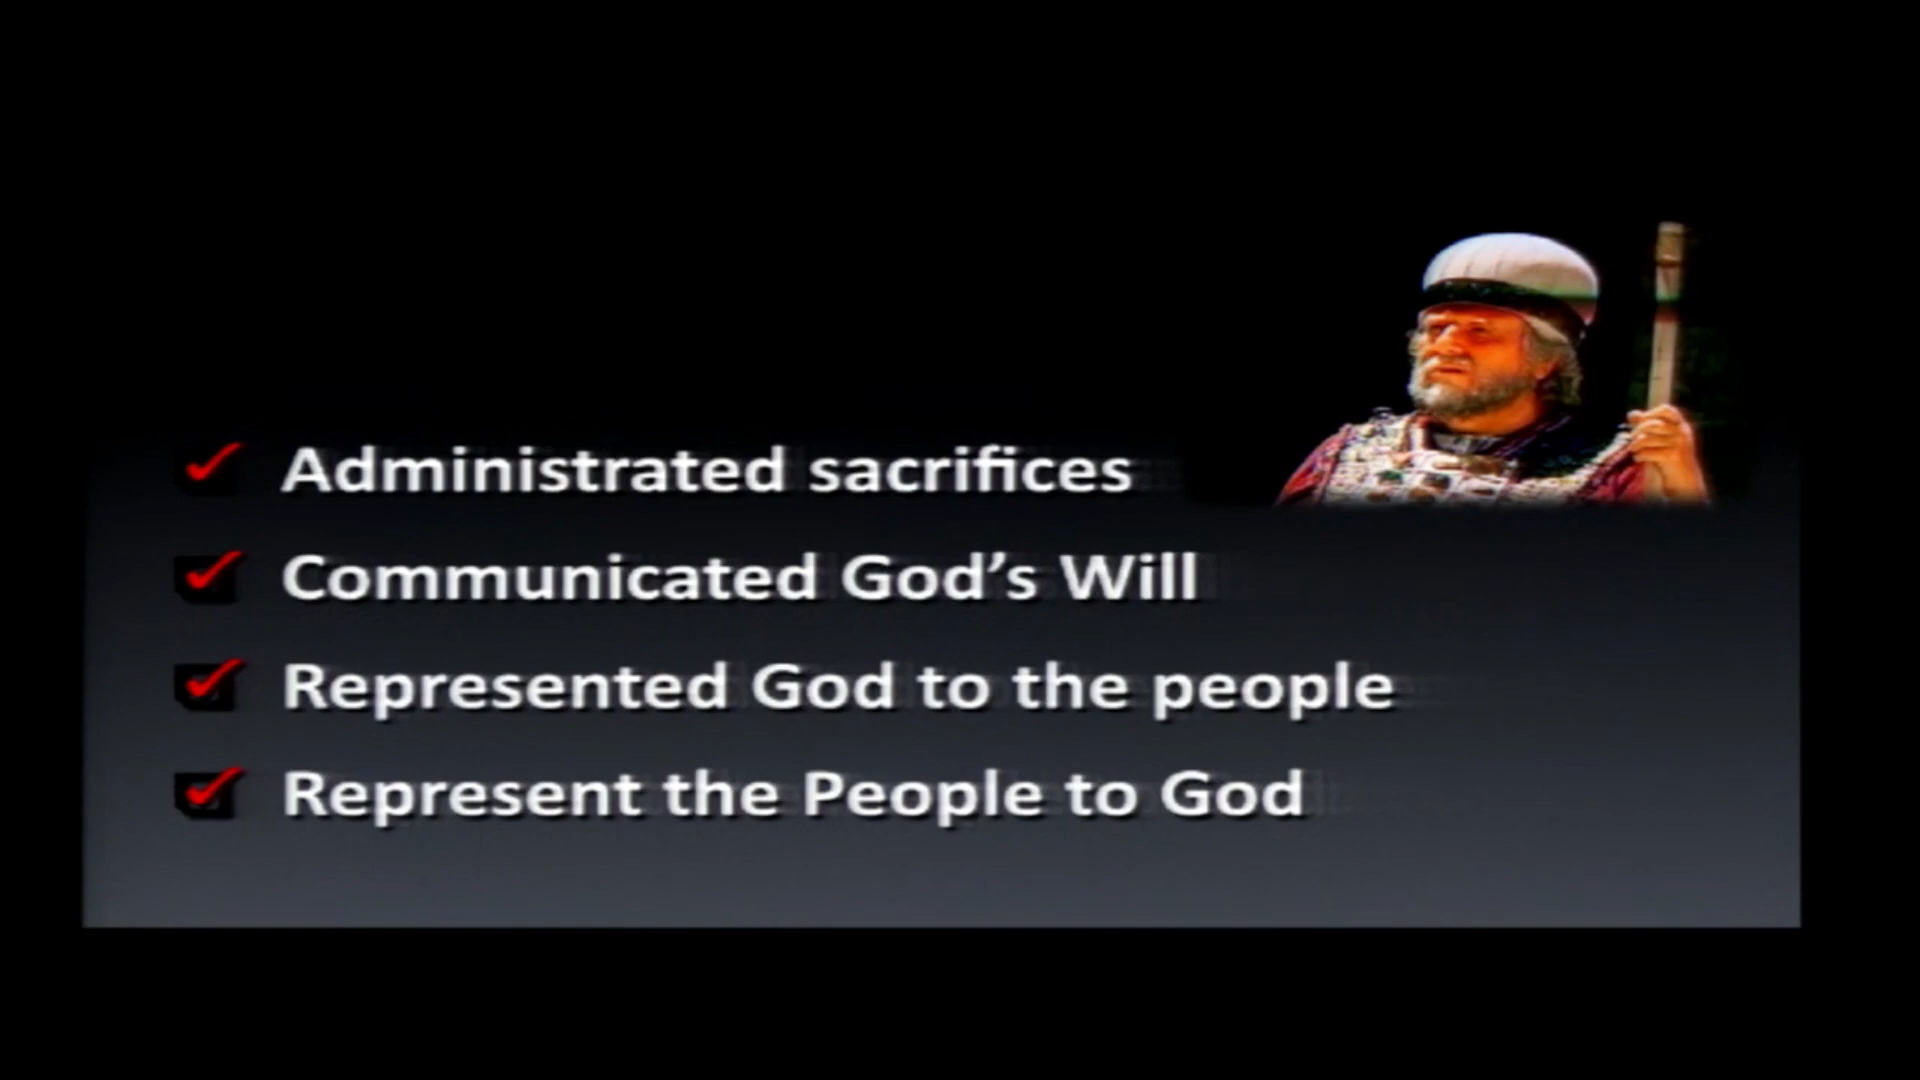 Administrated sacrifices
Communicated God’s Will
Represented God to the people
Represent the People to God